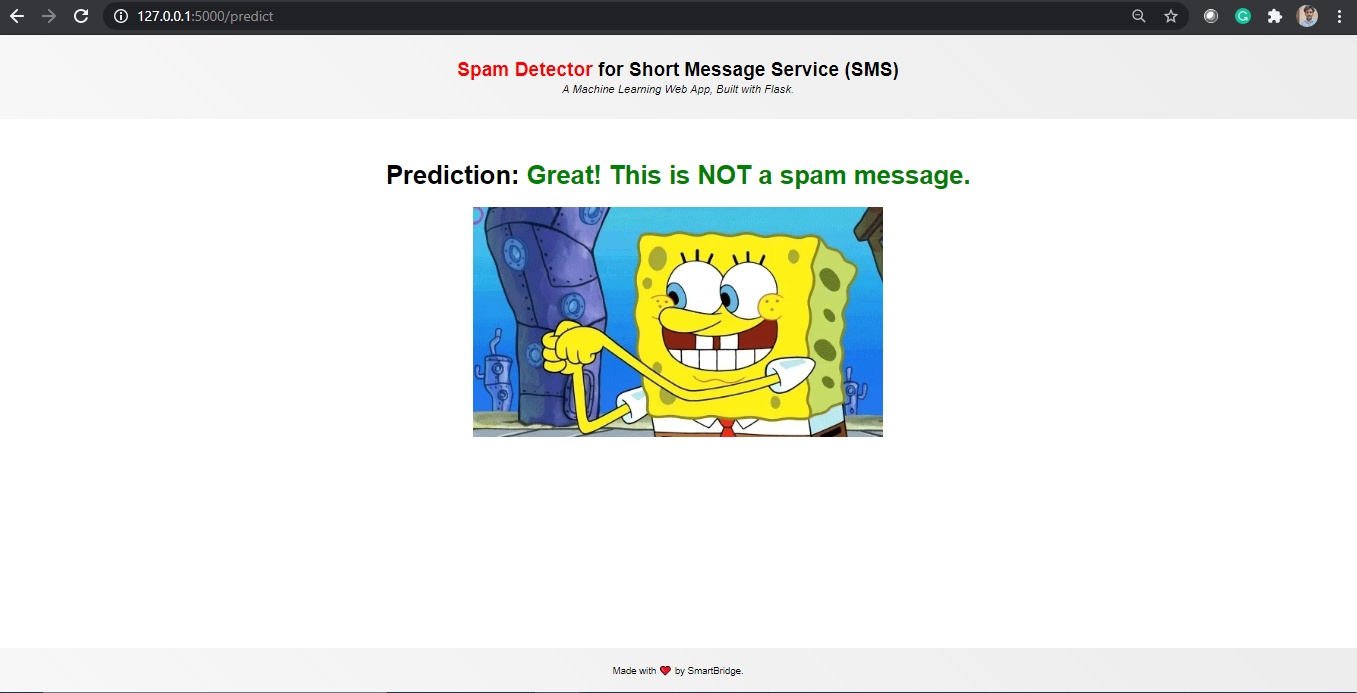 127.0.0.1:5000/predict
Spam Detector for Short Message Service (SMS)
A Machine Learning Web App, Built with Flask.
Prediction: Great! This is NOT a spam message.
Made with ❤ by SmartBridge.